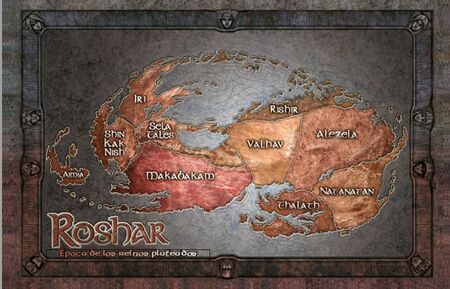 Iri
Rishir
Shin
Kak
Nish
Sela
Tales
Valhav
Alezela
Aimia
Makabakam
Natanatan
Thalath
Roshar
Época de los reinos plateados